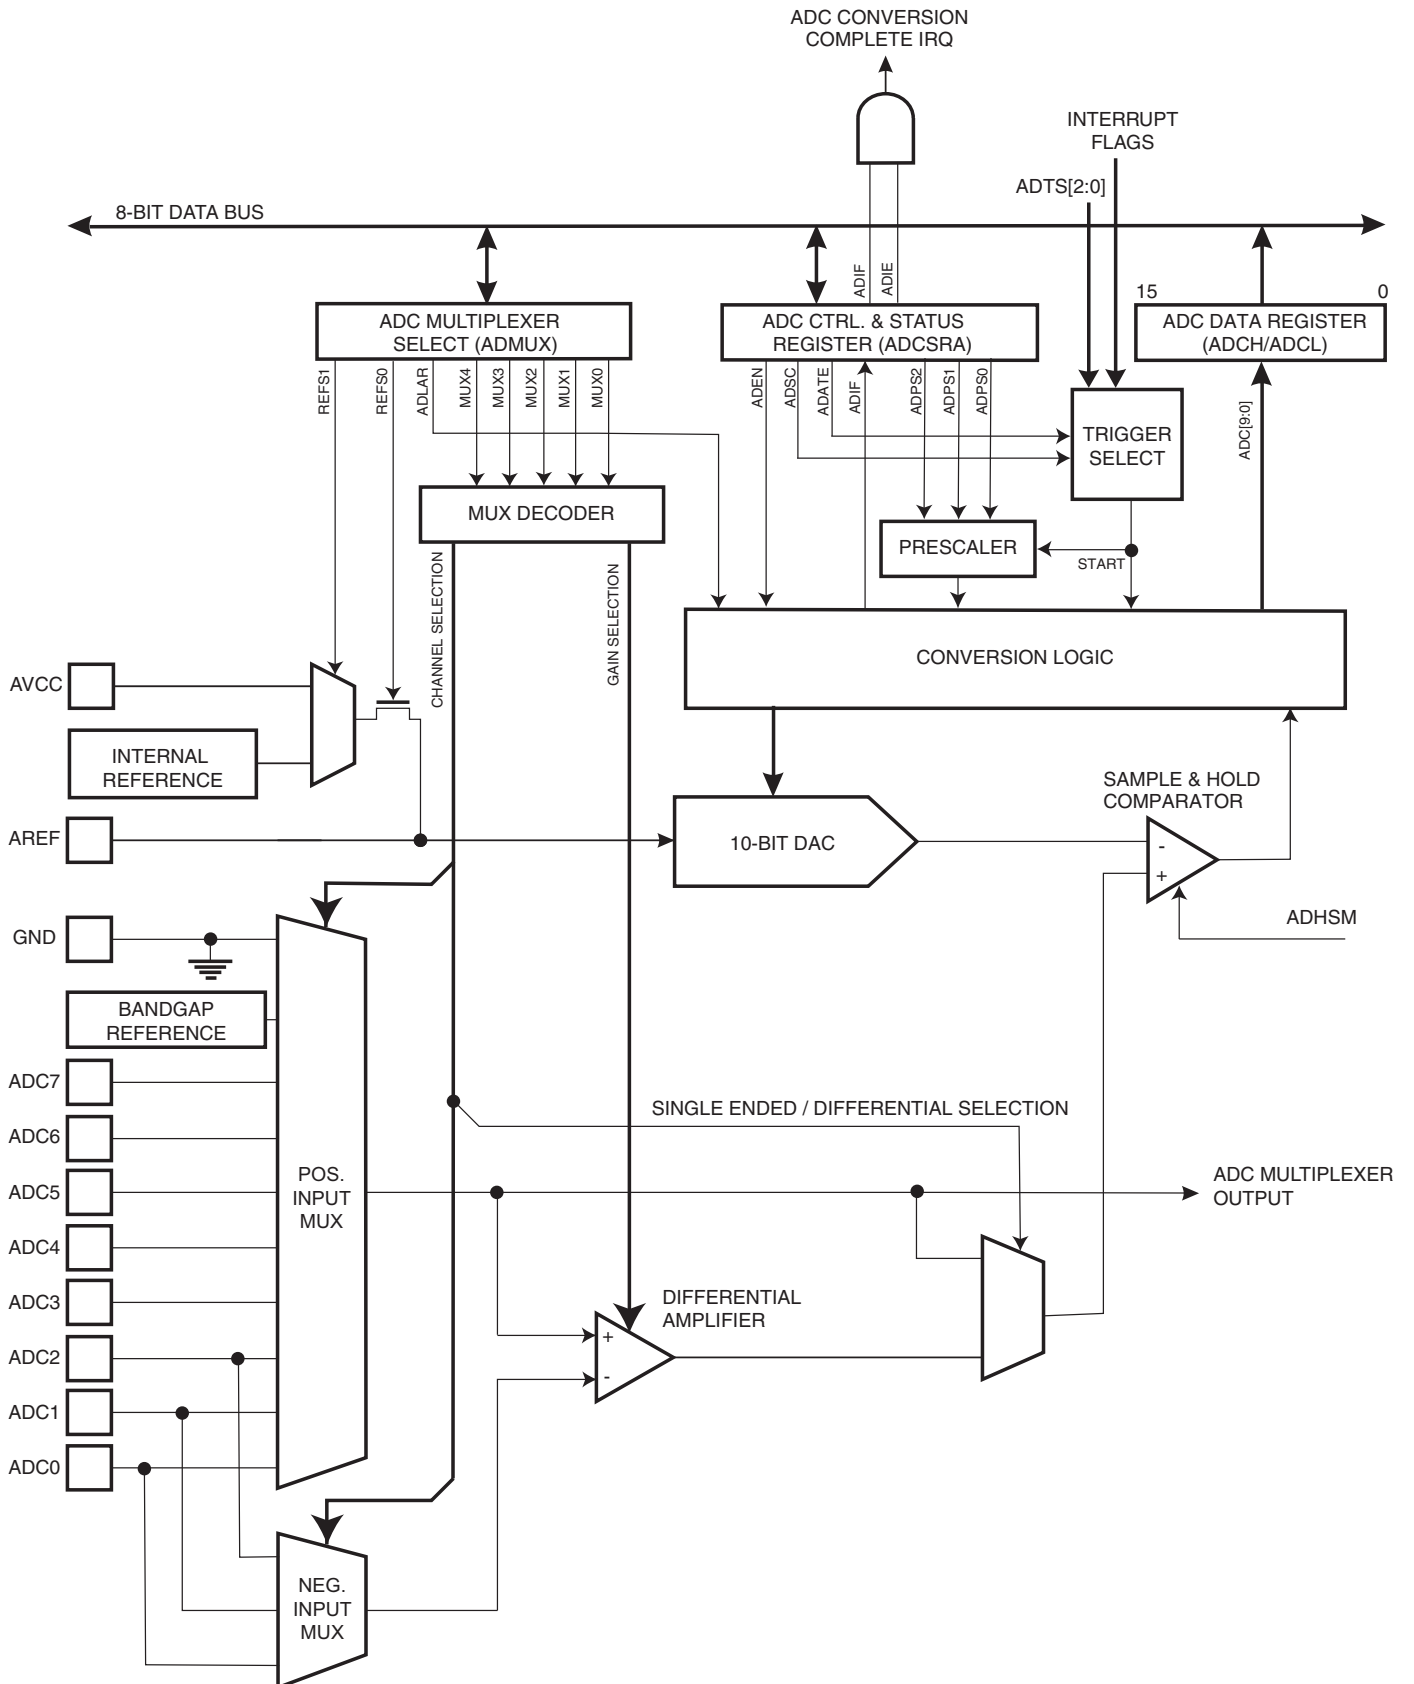 ADC CONVERSION
COMPLETE IRQ
INTERRUPT
FLAGS
ADTS[2:0]
8-BIT DATA BUS
ADIF
ADIE
15
0
ADC MULTIPLEXER
SELECT (ADMUX)
ADC CTRL. & STATUS
REGISTER (ADCSRA)
ADC DATA REGISTER
(ADCH/ADCL)
REFS1
REFS0
ADLAR
MUX4
MUX3
MUX2
MUX1
MUX0
ADEN
ADSC
ADATE
ADIF
ADPS2
ADPS1
ADPS0
TRIGGER
SELECT
ADC[9:0]
MUX DECODER
PRESCALER
START
CHANNEL SELECTION
GAIN SELECTION
CONVERSION LOGIC
AVCC
INTERNAL
REFERENCE
SAMPLE & HOLD
COMPARATOR
AREF
10-BIT DAC
-
+
ADHSM
GND
BANDGAP
REFERENCE
ADC7
SINGLE ENDED / DIFFERENTIAL SELECTION
ADC6
ADC5
POS.
INPUT
MUX
ADC MULTIPLEXER
OUTPUT
ADC4
ADC3
DIFFERENTIAL
AMPLIFIER
+
-
ADC2
ADC1
ADC0
NEG.
INPUT
MUX